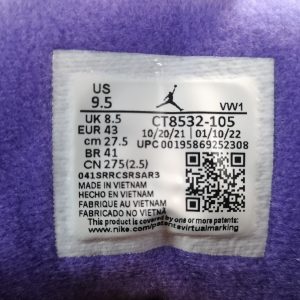 US
9.5
VW1
UK 8.5
EUR 43
cm 27.5
BR 41
CN 275(2.5)
CT8532-105
10/20/21 01/10/22
UPC 00195869252308
041SRRCSRSAR3
MADE IN VIETNAM
HECHO EN VIETNAM
FABRIQUE AU VIETNAM
FABRICADO NO VIETNÃ
This product is covered by one or more patents
www.nike.com/patentsvirtualmarking